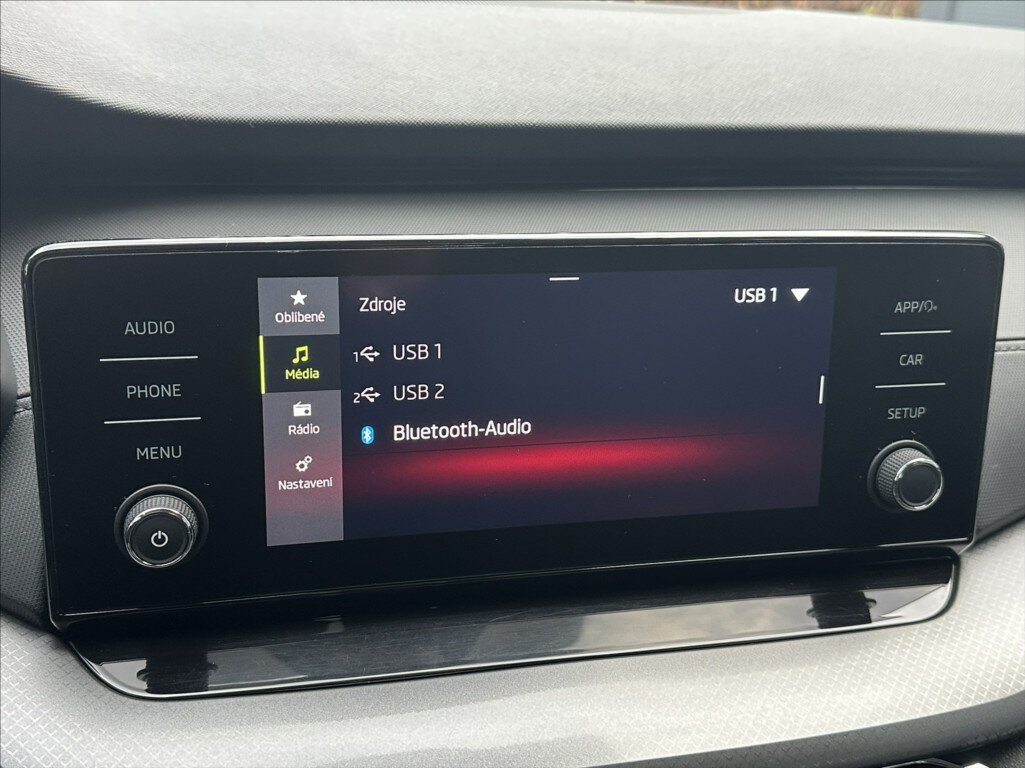 AUDIO
PHONE
MENU
Oblíbené
Média
Rádio
Nastavení
Zdroje
USB 1
1 USB 1
2 USB 2
Bluetooth-Audio
APP/
CAR
SETUP